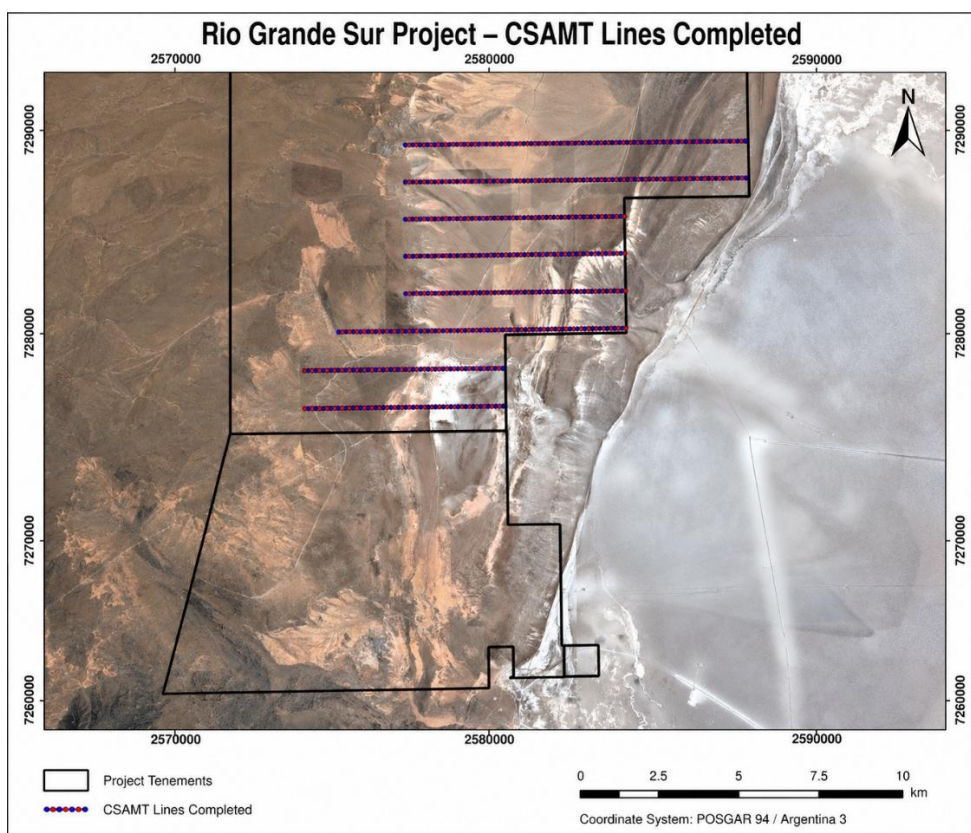 Rio Grande Sur Project – CSAMT Lines Completed
2570000 2580000 2590000
N
7290000 7290000
7280000 7280000
7270000 7270000
7260000 7260000
2570000 2580000 2590000
Project Tenements
CSAMT Lines Completed
0 2.5 5 7.5 10
km
Coordinate System: POSGAR 94 / Argentina 3